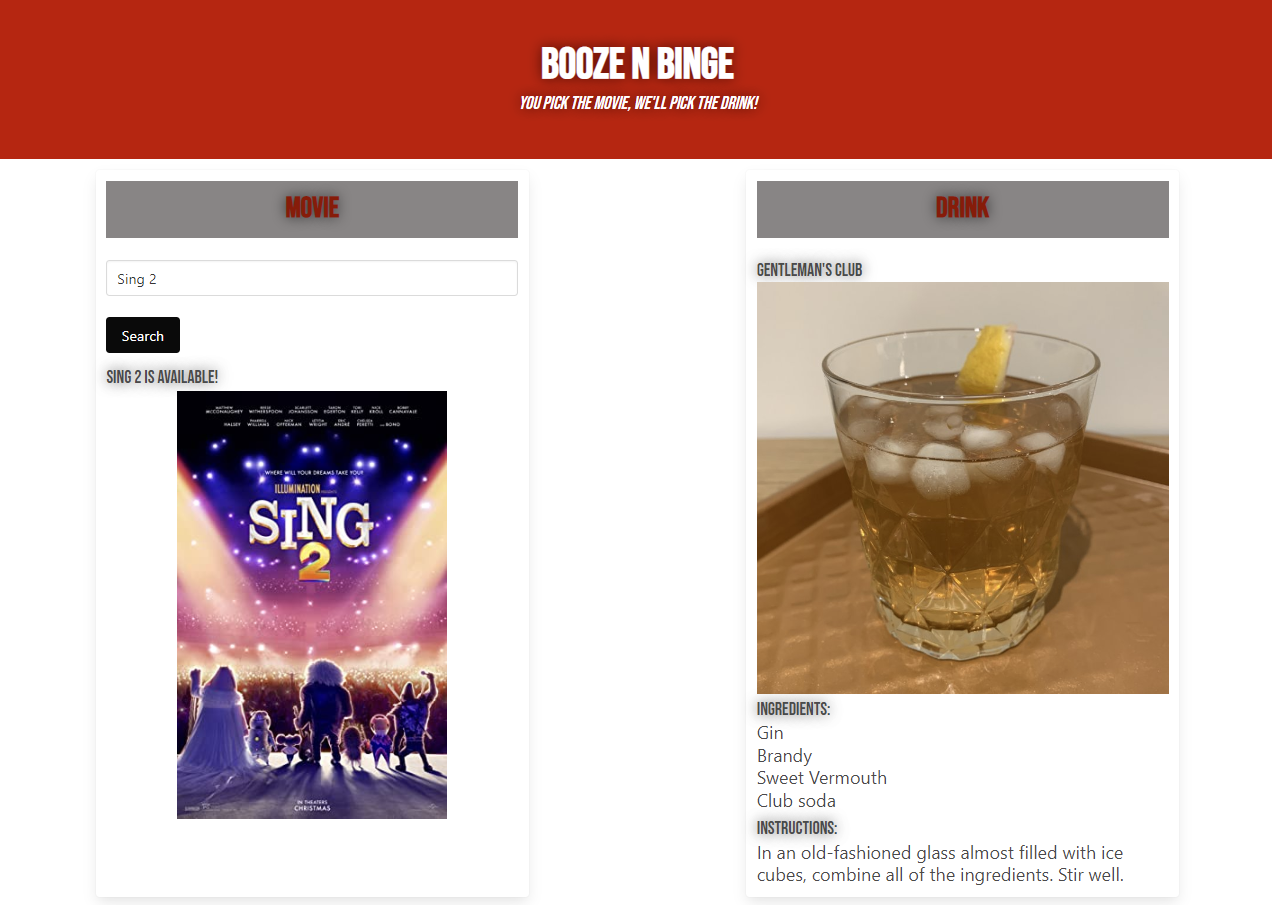 BOOZE N BINGE
YOU PICK THE MOVIE, WE'LL PICK THE DRINK!
MOVIE
Sing 2
Search
SING 2 IS AVAILABLE!
MATTHEW MCCONAUGHEY REESE WITHERSPOON SCARLETT JOHANSSON TARON EGERTON TORI KELLY NICK KROLL BOBBY CANNAVALE
HALSEY PHARRELL WILLIAMS NICK OFFERMAN LETITIA WRIGHT ERIC ANDRÉ CHELSEA PERETTI AND BONO
WHERE WILL YOUR DREAMS TAKE YOU?
ILLUMINATION PRESENTS
SING
2
IN THEATERS
CHRISTMAS
DRINK
GENTLEMAN'S CLUB
INGREDIENTS:
Gin
Brandy
Sweet Vermouth
Club soda
INSTRUCTIONS:
In an old-fashioned glass almost filled with ice
cubes, combine all of the ingredients. Stir well.